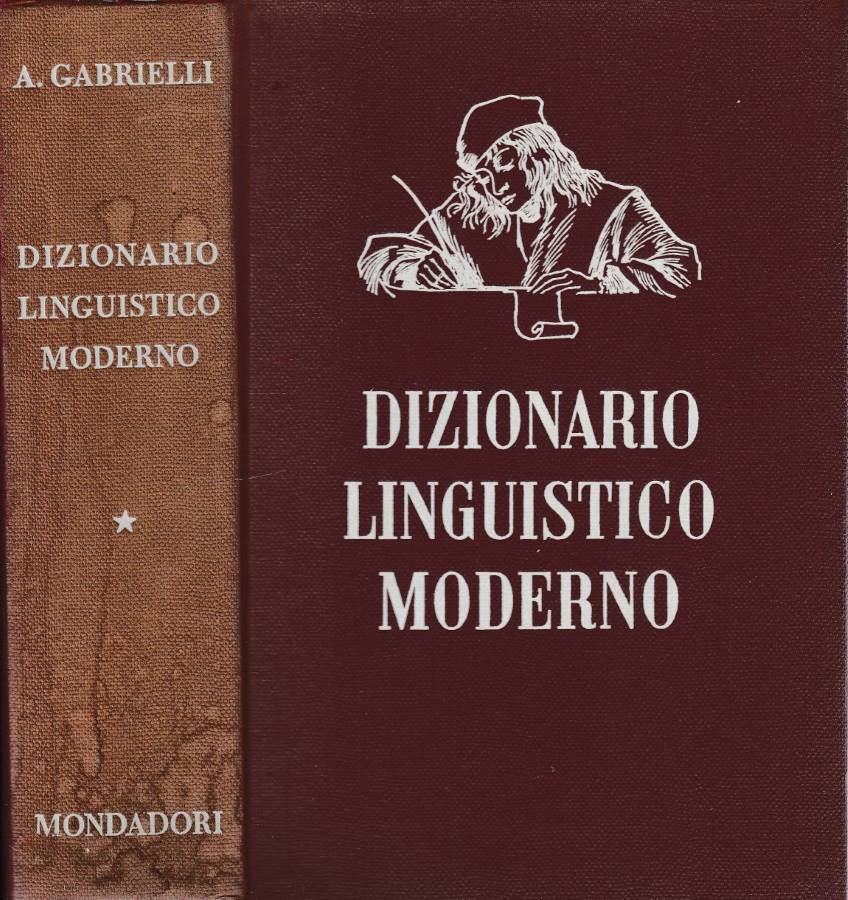 A. GABRIELLI
DIZIONARIO
LINGUISTICO
MODERNO
MONDADORI
DIZIONARIO
LINGUISTICO
MODERNO